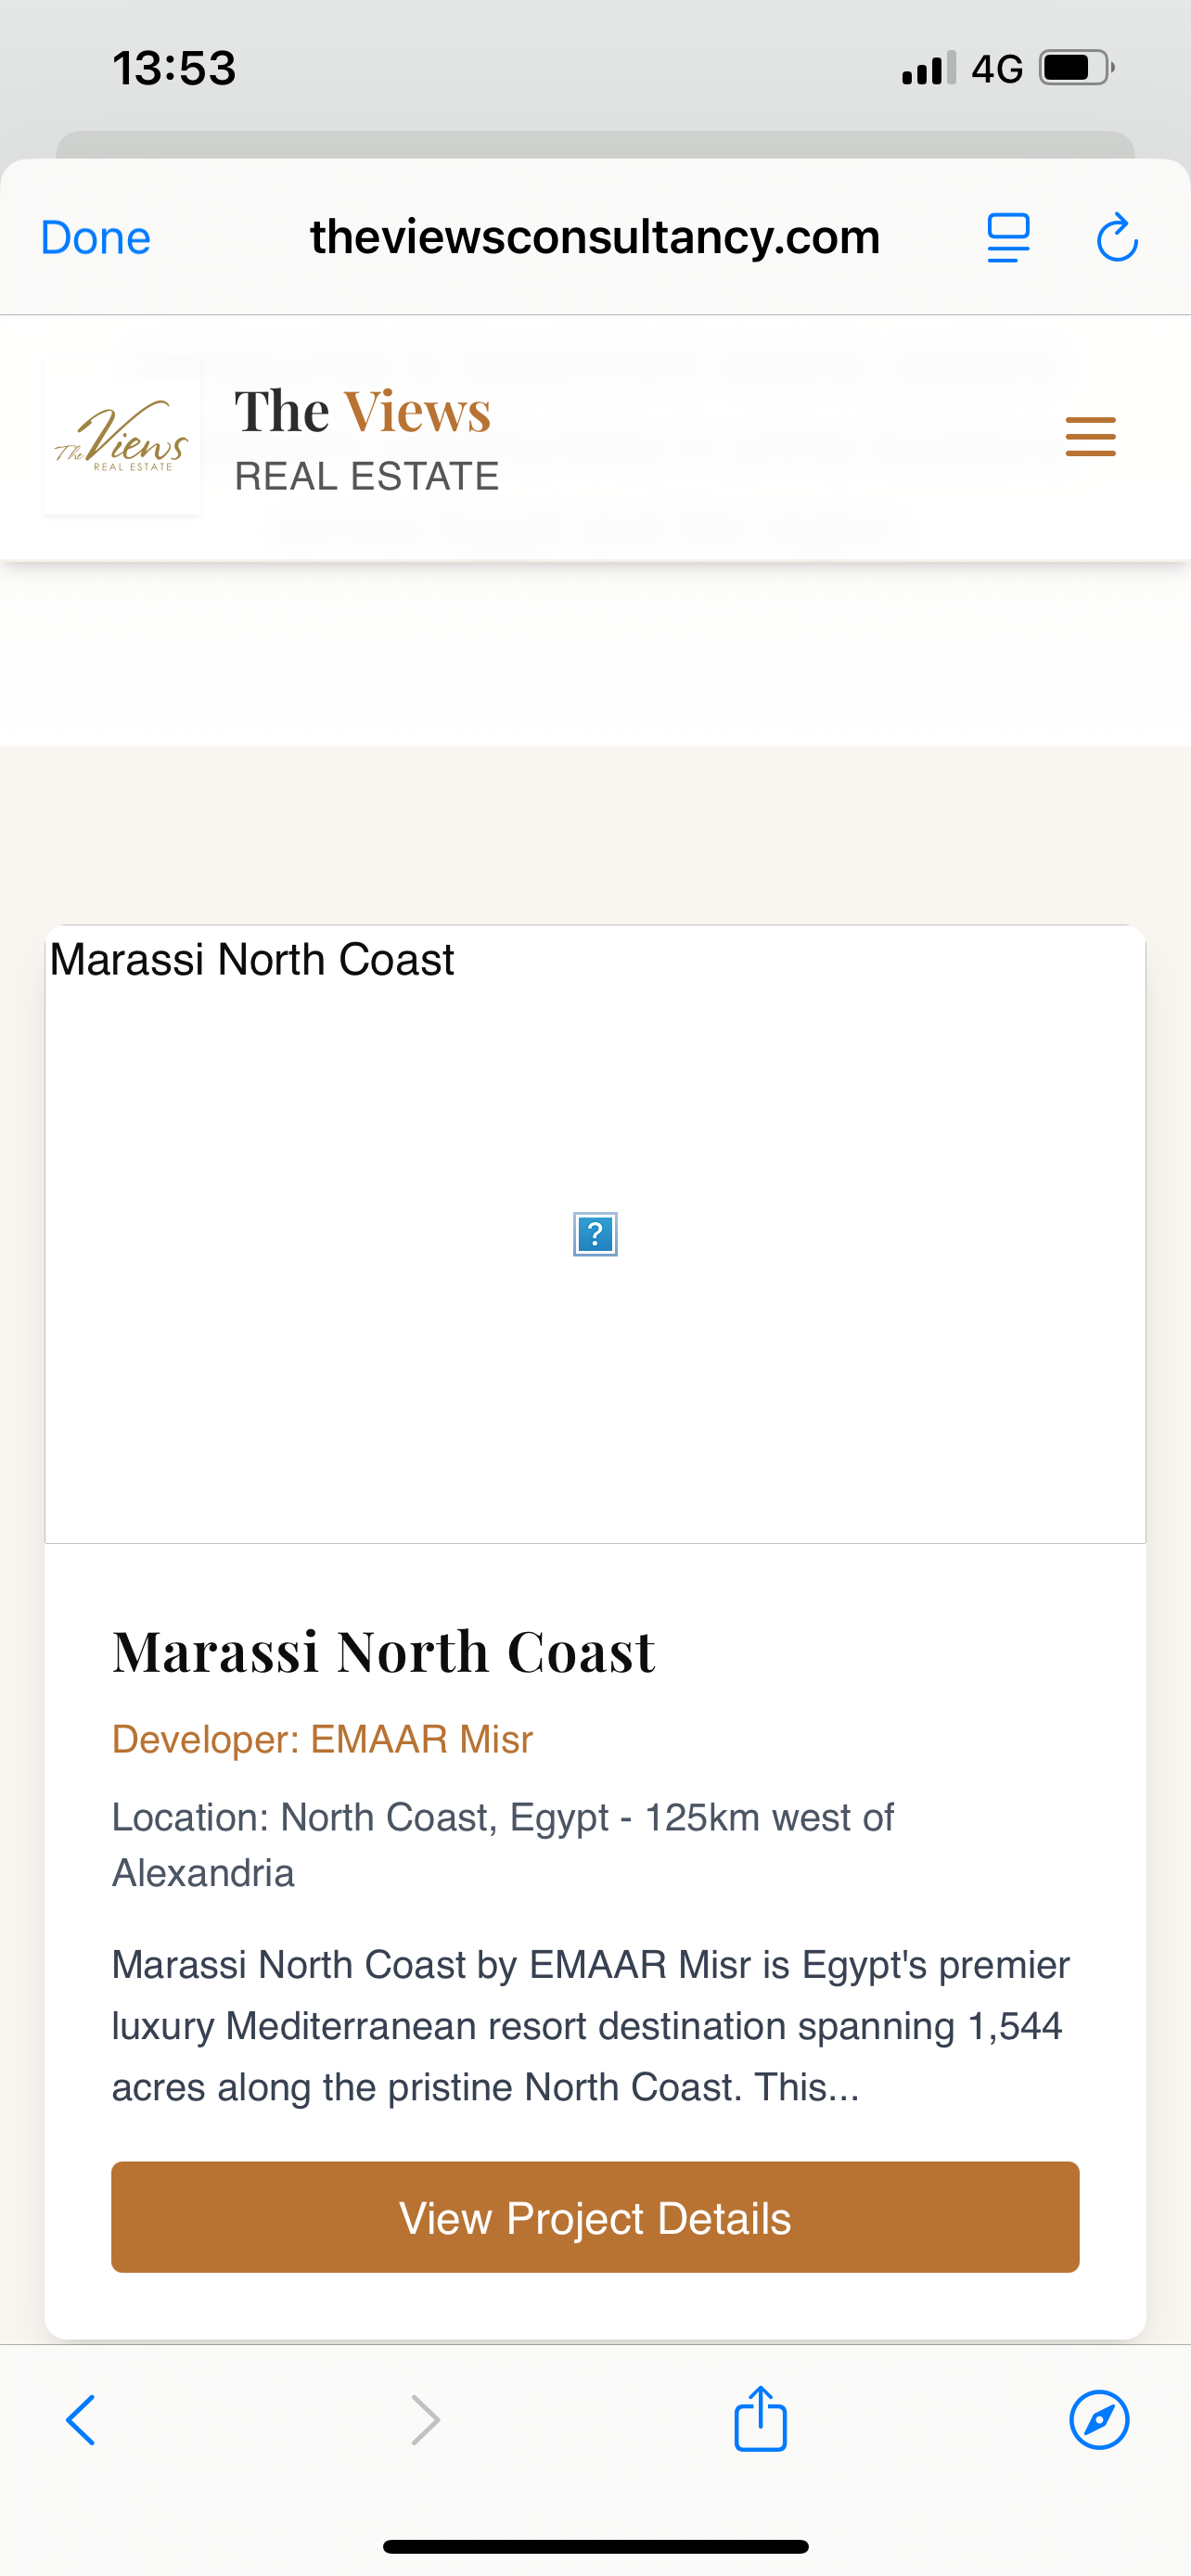 13:53
4G
Done
theviewsconsultancy.com
The Views
REAL ESTATE
The Views
REAL ESTATE
Marassi North Coast
?
Marassi North Coast
Developer: EMAAR Misr
Location: North Coast, Egypt - 125km west of
Alexandria
Marassi North Coast by EMAAR Misr is Egypt's premier
luxury Mediterranean resort destination spanning 1,544
acres along the pristine North Coast. This...
View Project Details